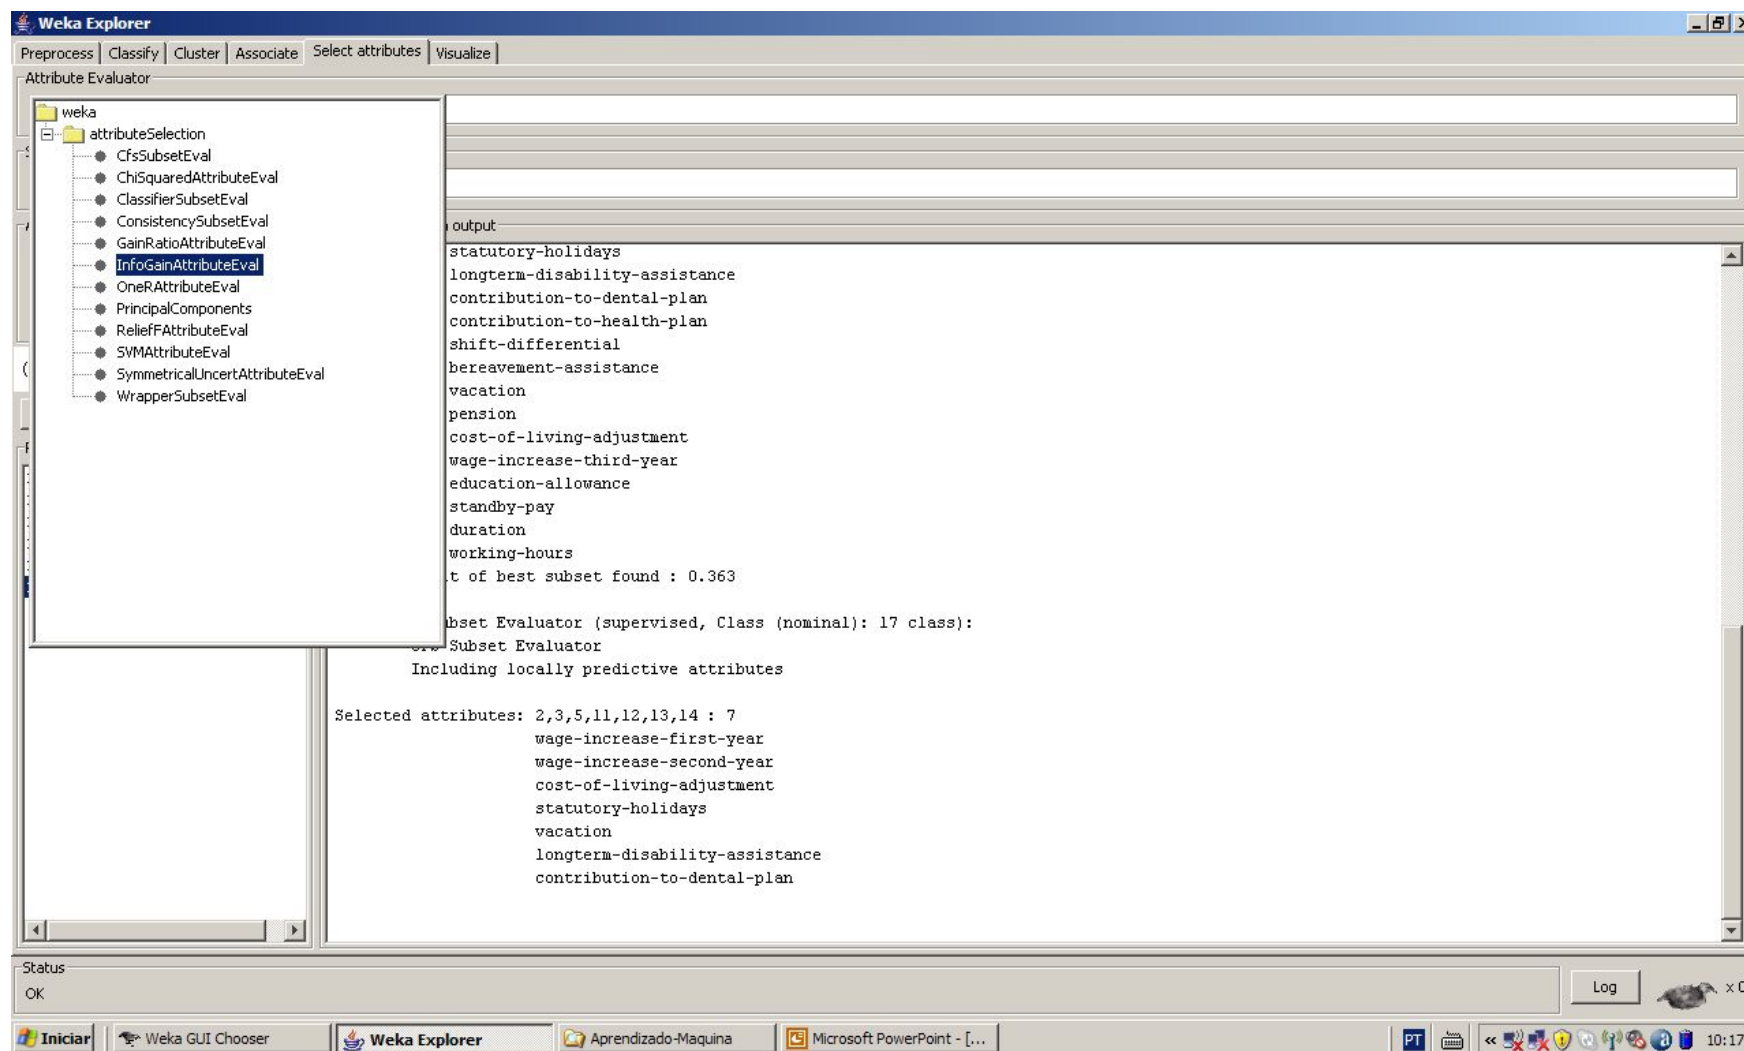 Weka Explorer
Preprocess Classify Cluster Associate Select attributes Visualize
Attribute Evaluator
weka
attributeSelection
CfsSubsetEval
ChiSquaredAttributeEval
ClassifierSubsetEval
ConsistencySubsetEval
GainRatioAttributeEval
InfoGainAttributeEval
OneRAttributeEval
PrincipalComponents
ReliefFAttributeEval
SVMAttributeEval
SymmetricalUncertAttributeEval
WrapperSubsetEval
output
statutory-holidays
longterm-disability-assistance
contribution-to-dental-plan
contribution-to-health-plan
shift-differential
bereavement-assistance
vacation
pension
cost-of-living-adjustment
wage-increase-third-year
education-allowance
standby-pay
duration
working-hours
t of best subset found : 0.363
bset Evaluator (supervised, Class (nominal): 17 class):
Subset Evaluator
Including locally predictive attributes
Selected attributes: 2,3,5,11,12,13,14 : 7
wage-increase-first-year
wage-increase-second-year
cost-of-living-adjustment
statutory-holidays
vacation
longterm-disability-assistance
contribution-to-dental-plan
Status
OK
Log
x 0
Iniciar Weka GUI Chooser Weka Explorer Aprendizado-Maquina Microsoft PowerPoint - [... PT « 10:17